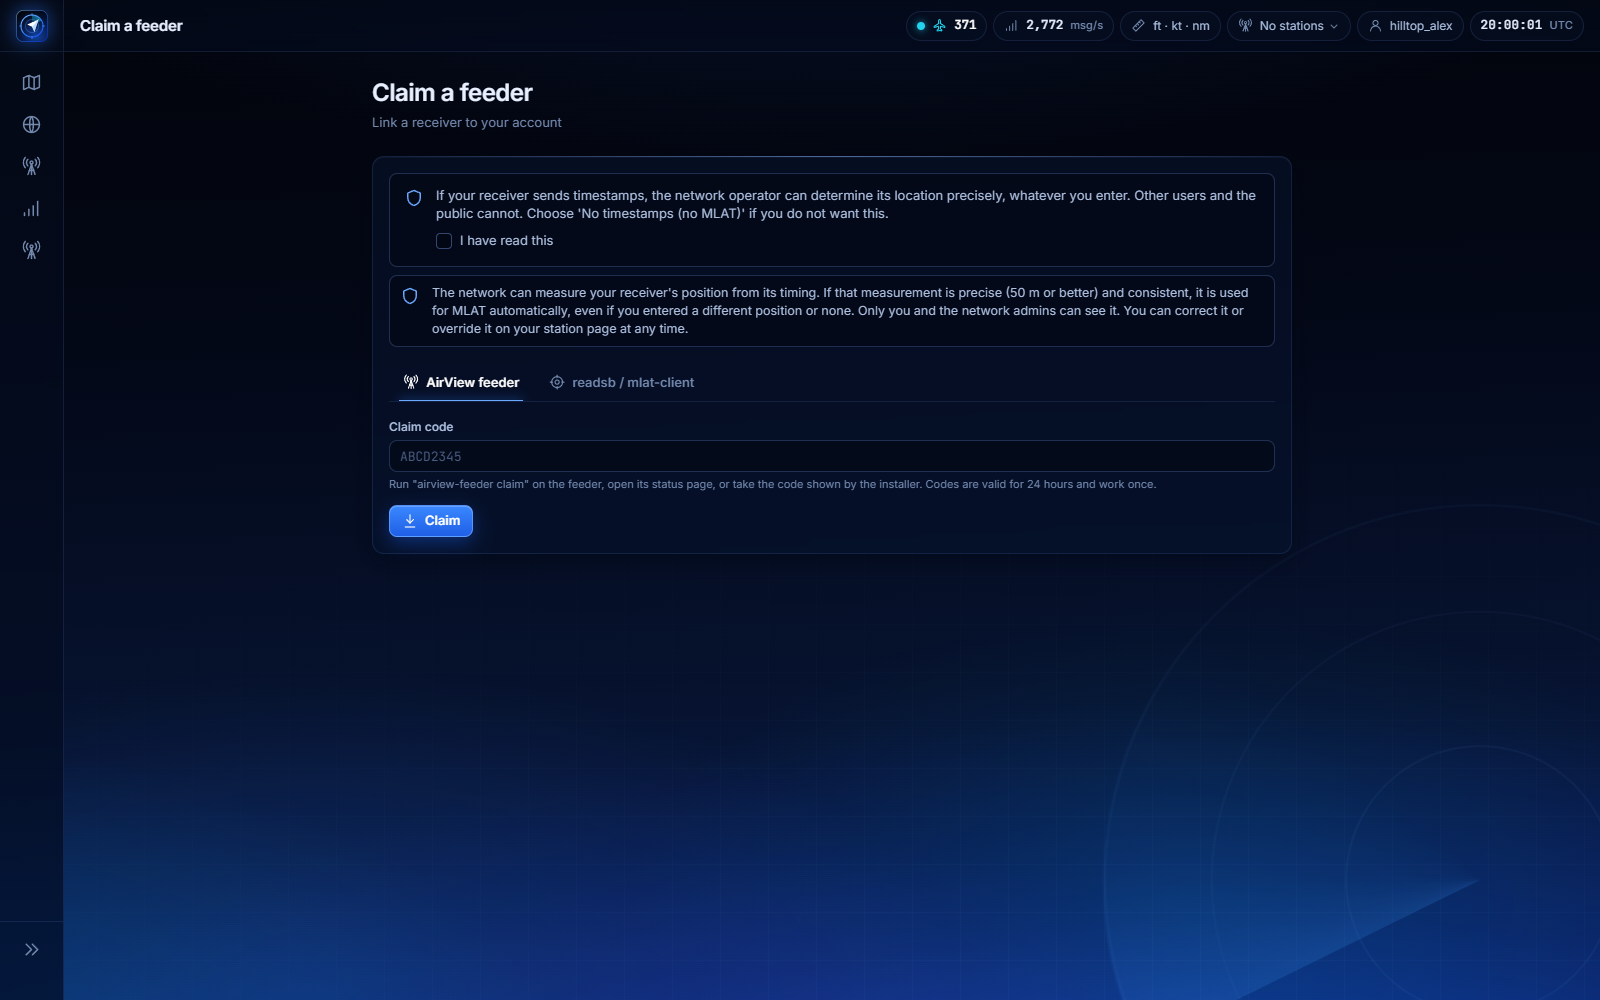 Claim a feeder
371
2,772 msg/s
ft · kt · nm
No stations
hilltop_alex
20:00:01 UTC
Claim a feeder
Link a receiver to your account
If your receiver sends timestamps, the network operator can determine its location precisely, whatever you enter. Other users and the
public cannot. Choose 'No timestamps (no MLAT)' if you do not want this.
I have read this
The network can measure your receiver's position from its timing. If that measurement is precise (50 m or better) and consistent, it is used
for MLAT automatically, even if you entered a different position or none. Only you and the network admins can see it. You can correct it or
override it on your station page at any time.
AirView feeder
readsb / mlat-client
Claim code
ABCD2345
Run "airview-feeder claim" on the feeder, open its status page, or take the code shown by the installer. Codes are valid for 24 hours and work once.
Claim